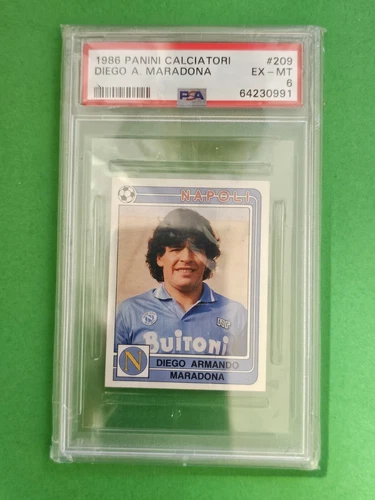 1986 PANINI CALCIATORI #209
DIEGO A. MARADONA EX-MT
6
PSA 64230991
NAPOLI
BUITONI
N
DIEGO ARMANDO
MARADONA